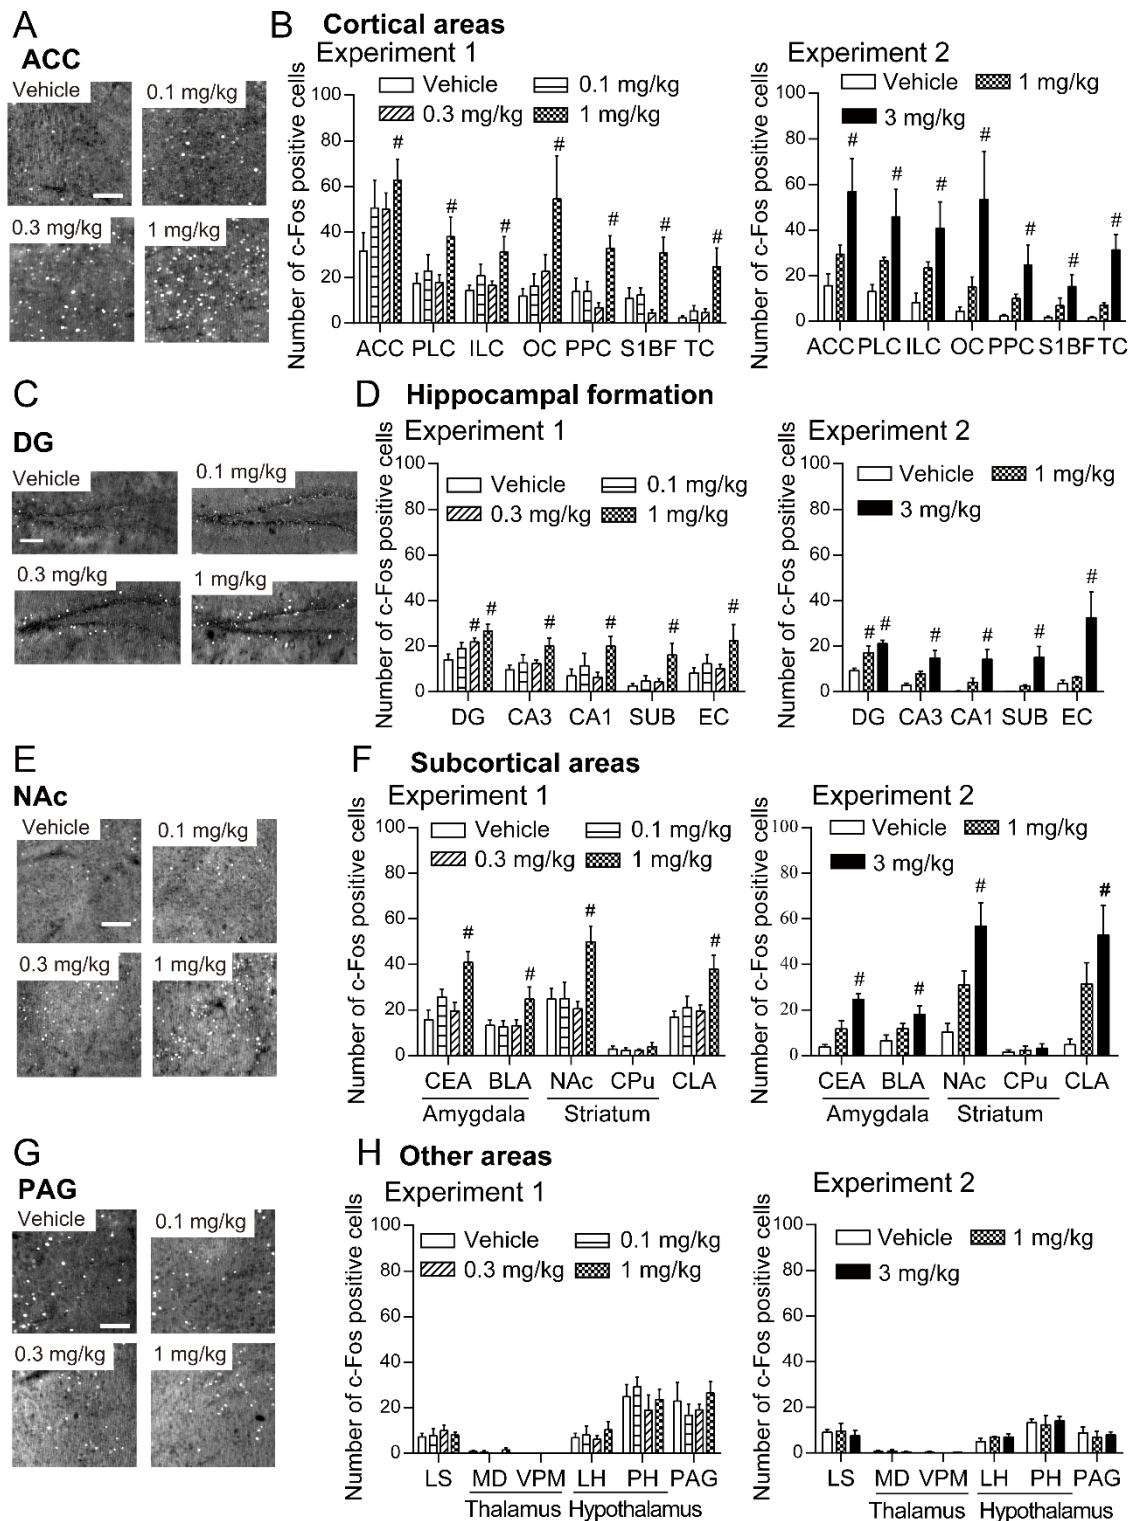 A
ACC
Vehicle
0.1 mg/kg
0.3 mg/kg
1 mg/kg
B Cortical areas
Experiment 1
Vehicle
0.1 mg/kg
0.3 mg/kg
1 mg/kg
Number of c-Fos positive cells
100
80
60
40
20
0
# # # # # # #
ACC PLC ILC OC PPC S1BF TC
Experiment 2
Vehicle
1 mg/kg
3 mg/kg
Number of c-Fos positive cells
100
80
60
40
20
0
# # # # # # #
ACC PLC ILC OC PPC S1BF TC
C
DG
Vehicle
0.1 mg/kg
0.3 mg/kg
1 mg/kg
D Hippocampal formation
Experiment 1
Vehicle
0.1 mg/kg
0.3 mg/kg
1 mg/kg
Number of c-Fos positive cells
100
80
60
40
20
0
# # # # # #
DG CA3 CA1 SUB EC
Experiment 2
Vehicle
1 mg/kg
3 mg/kg
Number of c-Fos positive cells
100
80
60
40
20
0
# # # # # #
DG CA3 CA1 SUB EC
E
NAc
Vehicle
0.1 mg/kg
0.3 mg/kg
1 mg/kg
F Subcortical areas
Experiment 1
Vehicle
0.1 mg/kg
0.3 mg/kg
1 mg/kg
Number of c-Fos positive cells
100
80
60
40
20
0
# # # #
CEA BLA NAc CPu CLA
Amygdala Striatum
Experiment 2
Vehicle
1 mg/kg
3 mg/kg
Number of c-Fos positive cells
100
80
60
40
20
0
# # # #
CEA BLA NAc CPu CLA
Amygdala Striatum
G
PAG
Vehicle
0.1 mg/kg
0.3 mg/kg
1 mg/kg
H Other areas
Experiment 1
Vehicle
0.1 mg/kg
0.3 mg/kg
1 mg/kg
Number of c-Fos positive cells
100
80
60
40
20
0
LS MD VPM LH PH PAG
Thalamus Hypothalamus
Experiment 2
Vehicle
1 mg/kg
3 mg/kg
Number of c-Fos positive cells
100
80
60
40
20
0
LS MD VPM LH PH PAG
Thalamus Hypothalamus